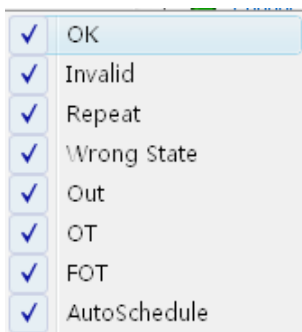 OK
Invalid
Repeat
Wrong State
Out
OT
FOT
AutoSchedule